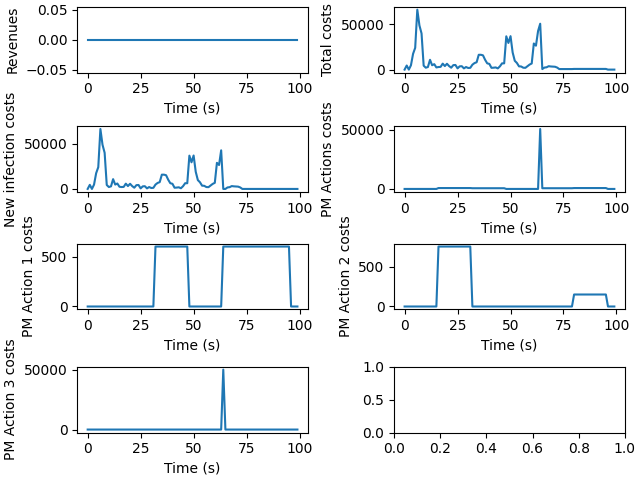 Revenues
0.05
0.00
−0.05
0 25 50 75 100
Time (s)
Total costs
50000
0
0 25 50 75 100
Time (s)
New infection costs
50000
0
0 25 50 75 100
Time (s)
PM Actions costs
50000
0
0 25 50 75 100
Time (s)
PM Action 1 costs
500
0
0 25 50 75 100
Time (s)
PM Action 2 costs
500
0
0 25 50 75 100
Time (s)
PM Action 3 costs
50000
0
0 25 50 75 100
Time (s)
1.0
0.5
0.0
0.0 0.2 0.4 0.6 0.8 1.0